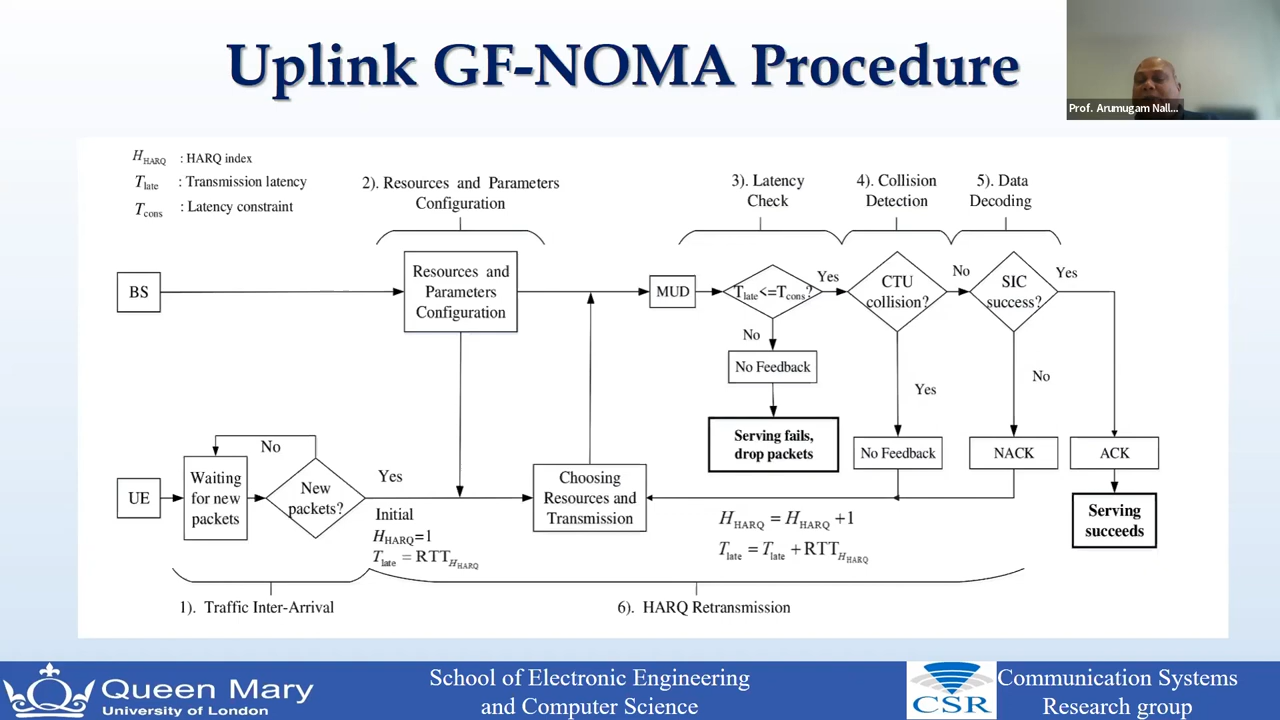 Uplink GF-NOMA Procedure
Prof. Arumugam Nall...
H_HARQ : HARQ index
T_late : Transmission latency
T_cons : Latency constraint
2). Resources and Parameters
Configuration
3). Latency
Check
4). Collision
Detection
5). Data
Decoding
BS
Resources and
Parameters
Configuration
MUD
T_late<=T_cons?
Yes
CTU
collision?
No
SIC
success?
Yes
No
No Feedback
Serving fails,
drop packets
Yes
No Feedback
No
NACK
ACK
Serving
succeeds
UE
Waiting
for new
packets
No
New
packets?
Yes
Initial
H_HARQ=1
T_late = RTT_H_HARQ
Choosing
Resources and
Transmission
H_HARQ = H_HARQ +1
T_late = T_late + RTT_H_HARQ
1). Traffic Inter-Arrival
6). HARQ Retransmission
Queen Mary
University of London
School of Electronic Engineering
and Computer Science
CSR
Communication Systems
Research group